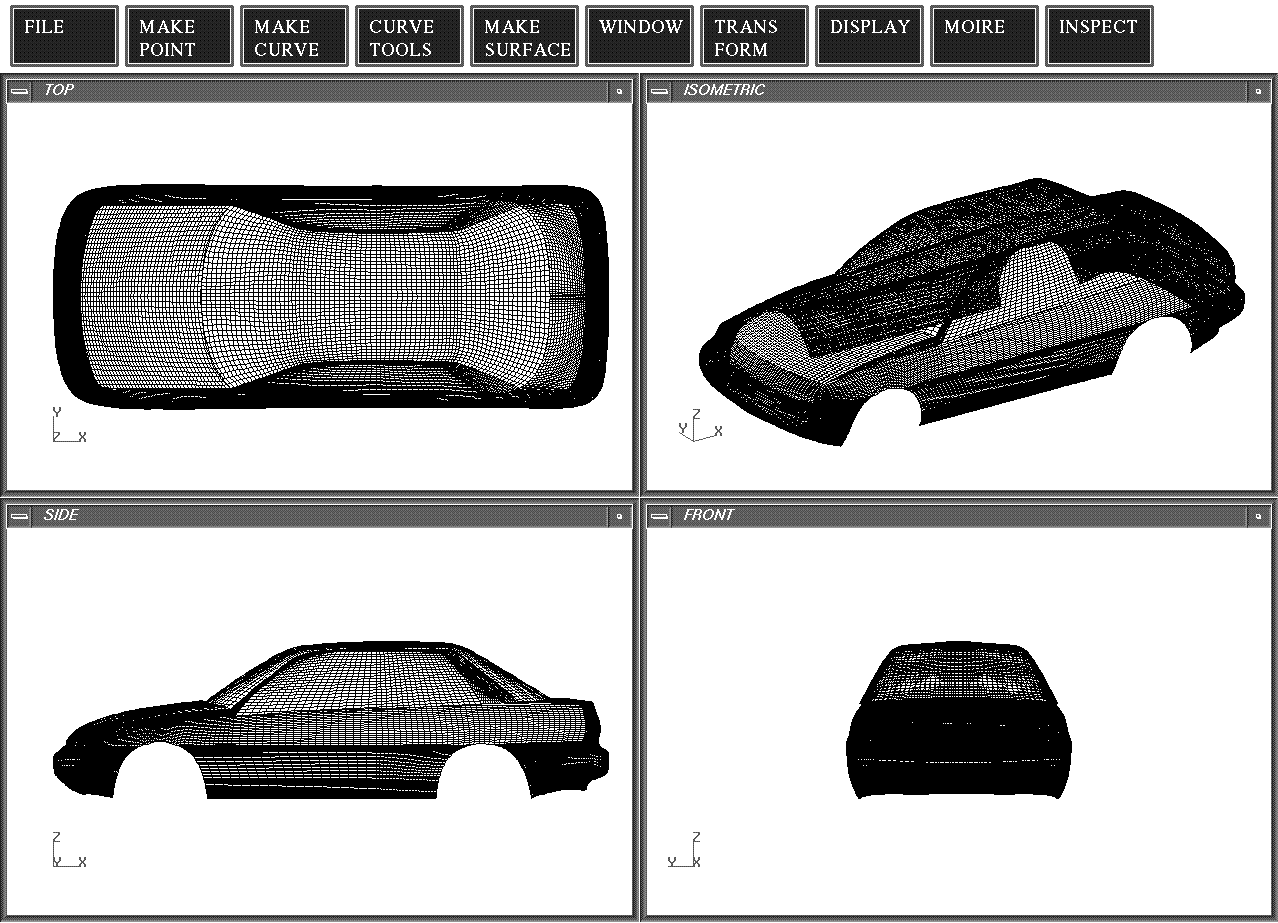 FILE
MAKE
POINT
MAKE
CURVE
CURVE
TOOLS
MAKE
SURFACE
WINDOW
TRANS
FORM
DISPLAY
MOIRE
INSPECT
TOP
ISOMETRIC
Y
Z X
Z
Y X
SIDE
FRONT
Z
Y X
Z
Y X